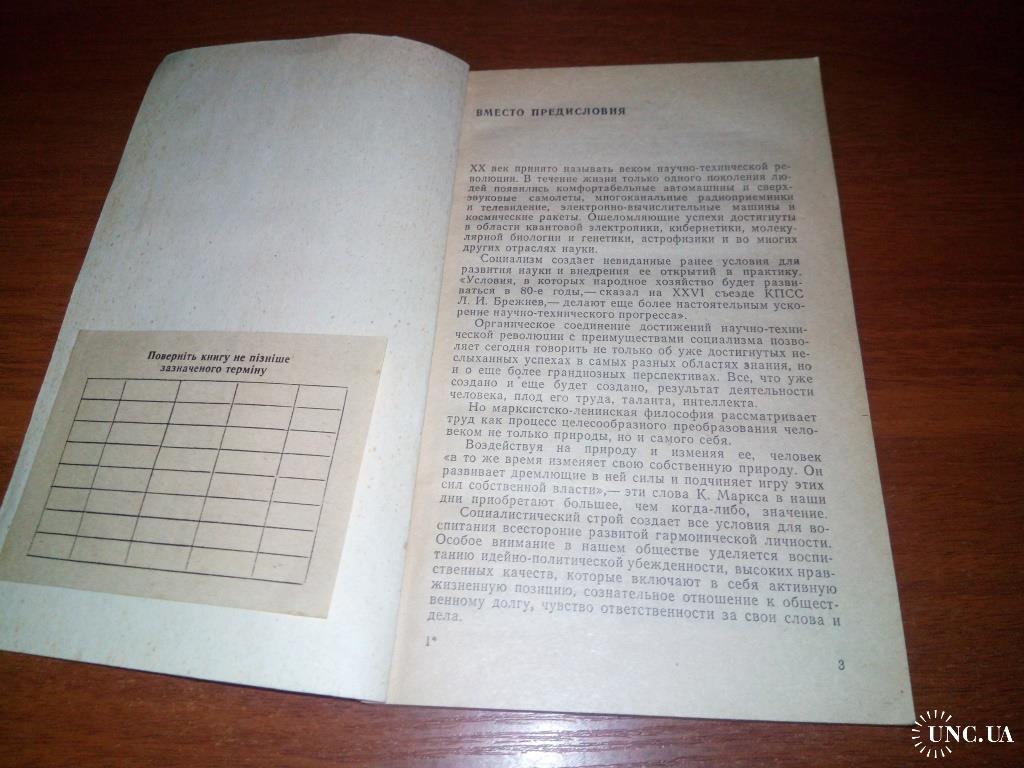 Поверніть книгу не пізніше
зазначеного терміну
ВМЕСТО ПРЕДИСЛОВИЯ
XX век принято называть веком научно-технической ре-
волюции. В течение жизни только одного поколения лю-
дей появились комфортабельные автомашины и сверх-
звуковые самолеты, многоканальные радиоприемники
и телевидение, электронно-вычислительные машины и
космические ракеты. Ошеломляющие успехи достигнуты
в области квантовой электроники, кибернетики, молеку-
лярной биологии и генетики, астрофизики и во многих
других отраслях науки.
Социализм создает невиданные ранее условия для
развития науки и внедрения ее открытий в практику.
«Условия, в которых народное хозяйство будет разви-
ваться в 80-е годы,— сказал на XXVI съезде КПСС
Л. И. Брежнев,— делают еще более настоятельным уско-
рение научно-технического прогресса».
Органическое соединение достижений научно-техни-
ческой революции с преимуществами социализма позво-
ляет сегодня говорить не только об уже достигнутых не-
слыханных успехах в самых разных областях знания, но
и о еще более грандиозных перспективах. Все, что уже
создано и еще будет создано, результат деятельности
человека, плод его труда, таланта, интеллекта.
Но марксистско-ленинская философия рассматривает
труд как процесс целесообразного преобразования чело-
веком не только природы, но и самого себя.
Воздействуя на природу и изменяя ее, человек
«в то же время изменяет свою собственную природу. Он
развивает дремлющие в ней силы и подчиняет игру этих
сил собственной власти»,— эти слова К. Маркса в наши
дни приобретают большее, чем когда-либо, значение.
Социалистический строй создает все условия для во-
спитания всесторонне развитой гармонической личности.
Особое внимание в нашем обществе уделяется воспи-
танию идейно-политической убежденности, высоких нрав-
ственных качеств, которые включают в себя активную
жизненную позицию, сознательное отношение к общест-
венному долгу, чувство ответственности за свои слова и
дела.
1*
3
UNC.UA